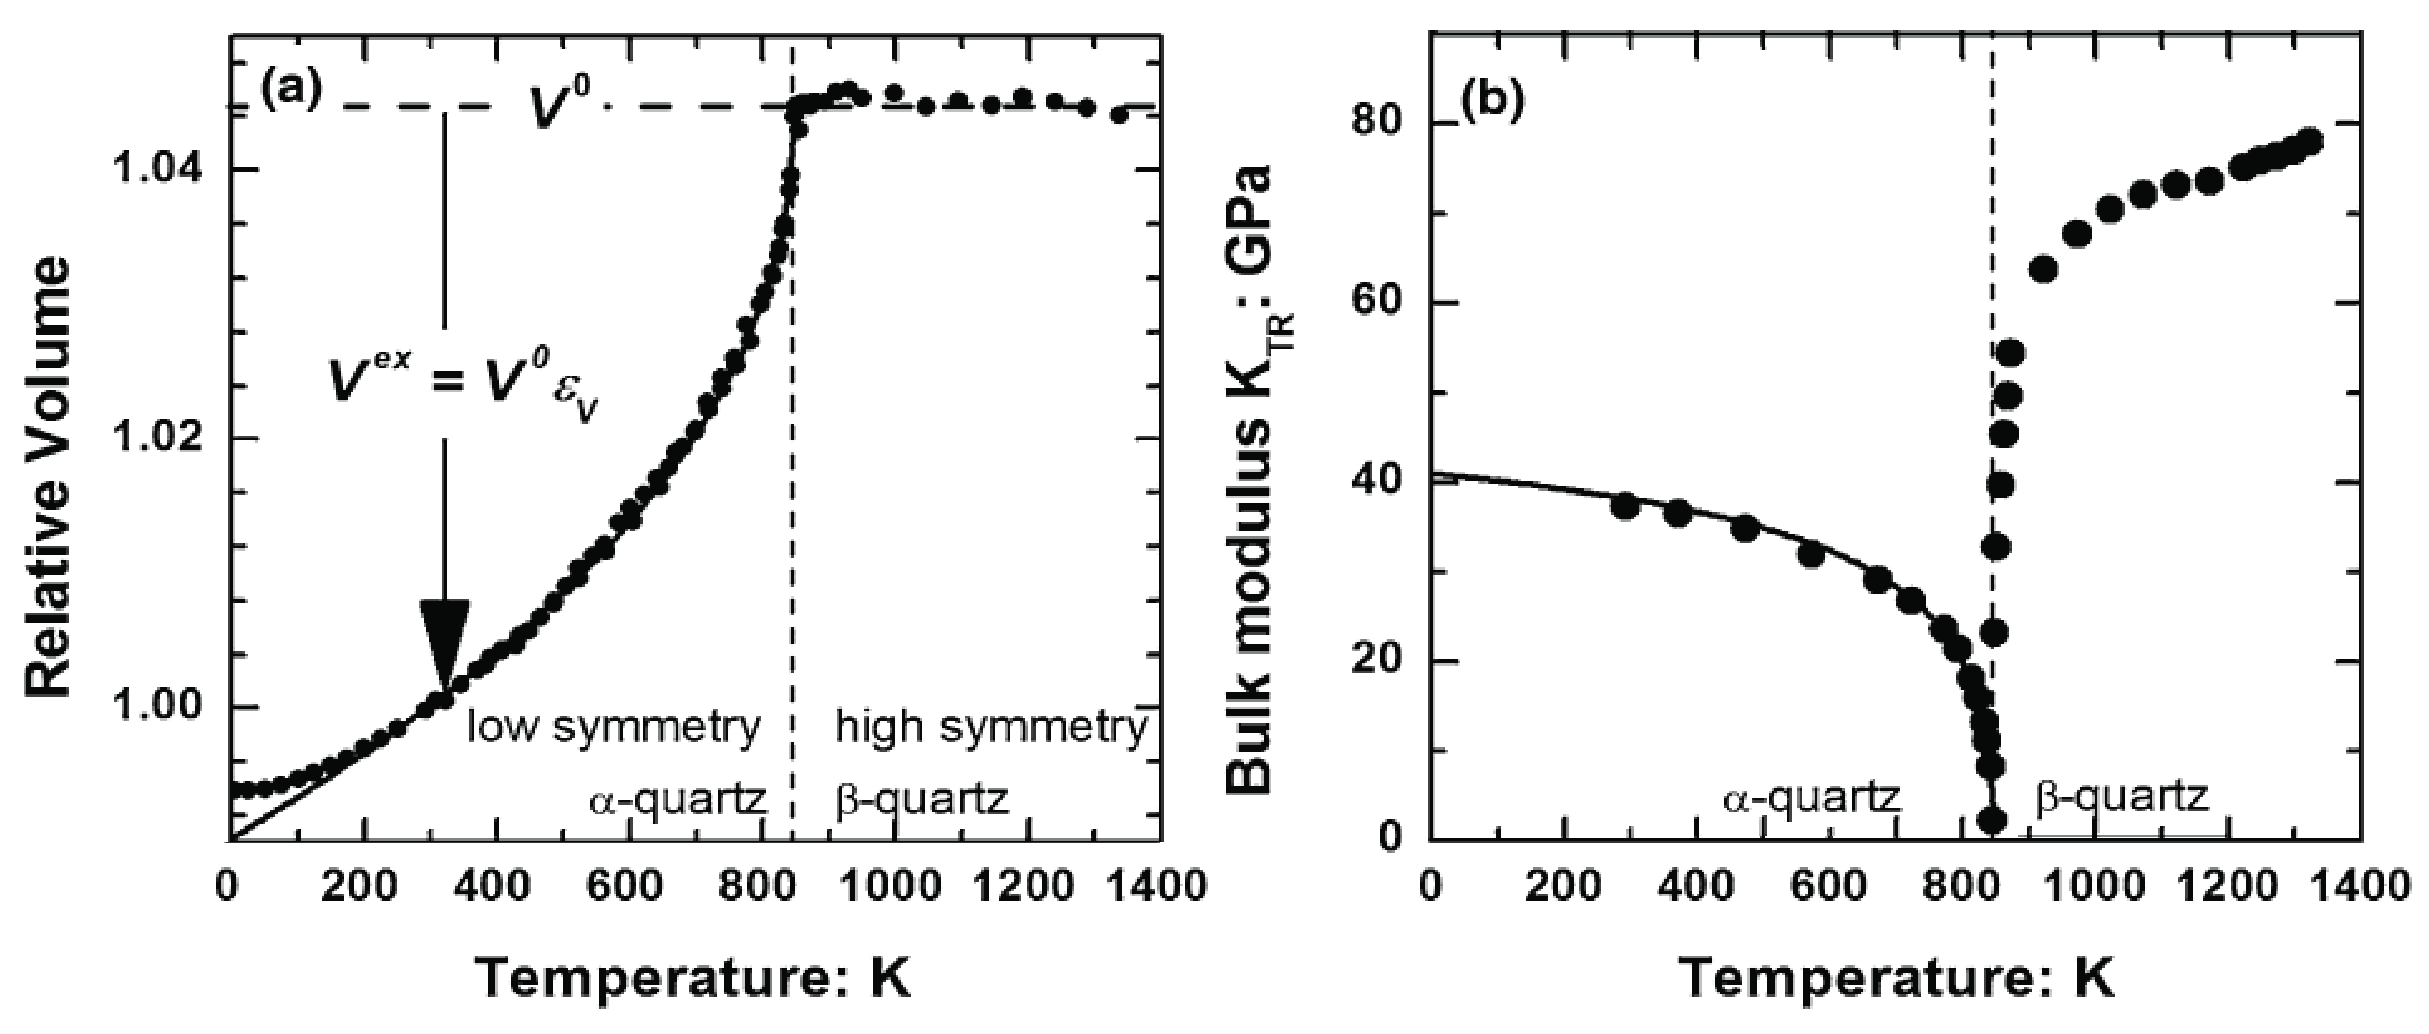 (a)
V⁰
1.04
1.02
1.00
Relative Volume
Vᵉˣ = V⁰ε_V
low symmetry
high symmetry
α-quartz
β-quartz
0 200 400 600 800 1000 1200 1400
Temperature: K
(b)
80
60
40
20
0
Bulk modulus K_TR: GPa
α-quartz
β-quartz
0 200 400 600 800 1000 1200 1400
Temperature: K